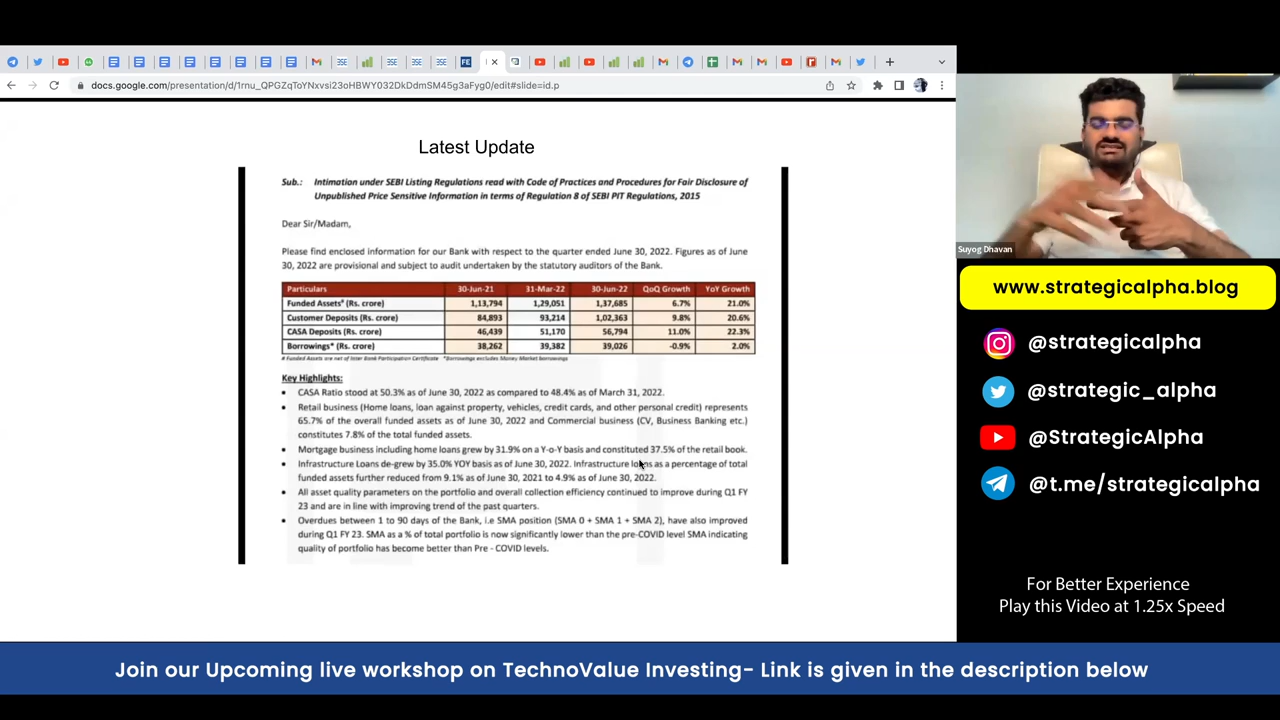 docs.google.com/presentation/d/1rnu_QPGZqToYNxvsi23oHBWY032DkDdmSM45g3aFyg0/edit#slide=id.p
Latest Update
Sub.: Intimation under SEBI Listing Regulations read with Code of Practices and Procedures for Fair Disclosure of
Unpublished Price Sensitive Information in terms of Regulation 8 of SEBI PIT Regulations, 2015
Dear Sir/Madam,
Please find enclosed information for our Bank with respect to the quarter ended June 30, 2022. Figures as of June
30, 2022 are provisional and subject to audit undertaken by the statutory auditors of the Bank.
Particulars 30-Jun-21 31-Mar-22 30-Jun-22 QoQ Growth YoY Growth
Funded Assets# (Rs. crore) 1,13,794 1,29,051 1,37,685 6.7% 21.0%
Customer Deposits (Rs. crore) 84,893 93,214 1,02,363 9.8% 20.6%
CASA Deposits (Rs. crore) 46,439 51,170 56,794 11.0% 22.3%
Borrowings* (Rs. crore) 38,262 39,382 39,026 -0.9% 2.0%
# Funded Assets are net of Inter Bank Participation Certificate *Borrowings excludes Money Market borrowings
Key Highlights:
• CASA Ratio stood at 50.3% as of June 30, 2022 as compared to 48.4% as of March 31, 2022.
• Retail business (Home loans, loan against property, vehicles, credit cards, and other personal credit) represents
65.7% of the overall funded assets as of June 30, 2022 and Commercial business (CV, Business Banking etc.)
constitutes 7.8% of the total funded assets.
• Mortgage business including home loans grew by 31.9% on a Y-o-Y basis and constituted 37.5% of the retail book.
• Infrastructure Loans de-grew by 35.0% YOY basis as of June 30, 2022. Infrastructure loans as a percentage of total
funded assets further reduced from 9.1% as of June 30, 2021 to 4.9% as of June 30, 2022.
• All asset quality parameters on the portfolio and overall collection efficiency continued to improve during Q1 FY
23 and are in line with improving trend of the past quarters.
• Overdues between 1 to 90 days of the Bank, i.e SMA position (SMA 0 + SMA 1 + SMA 2), have also improved
during Q1 FY 23. SMA as a % of total portfolio is now significantly lower than the pre-COVID level SMA indicating
quality of portfolio has become better than Pre - COVID levels.
Suyog Dhavan
www.strategicalpha.blog
@strategicalpha
@strategic_alpha
@StrategicAlpha
@t.me/strategicalpha
For Better Experience
Play this Video at 1.25x Speed
Join our Upcoming live workshop on TechnoValue Investing- Link is given in the description below